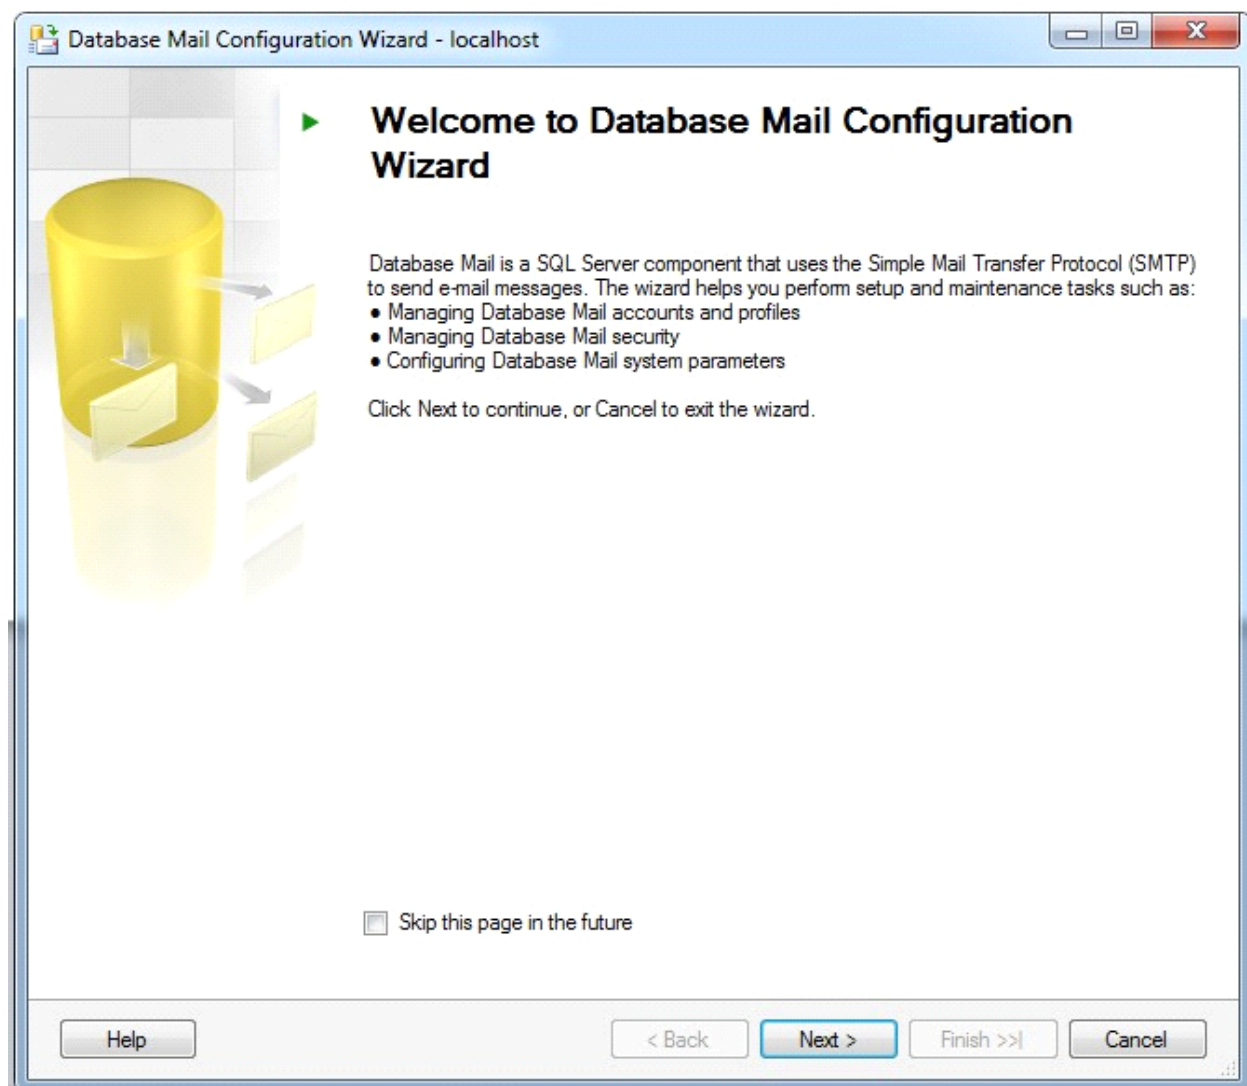 Database Mail Configuration Wizard - localhost
Welcome to Database Mail Configuration
Wizard
Database Mail is a SQL Server component that uses the Simple Mail Transfer Protocol (SMTP)
to send e-mail messages. The wizard helps you perform setup and maintenance tasks such as:
● Managing Database Mail accounts and profiles
● Managing Database Mail security
● Configuring Database Mail system parameters
Click Next to continue, or Cancel to exit the wizard.
Skip this page in the future
Help < Back Next > Finish >>| Cancel